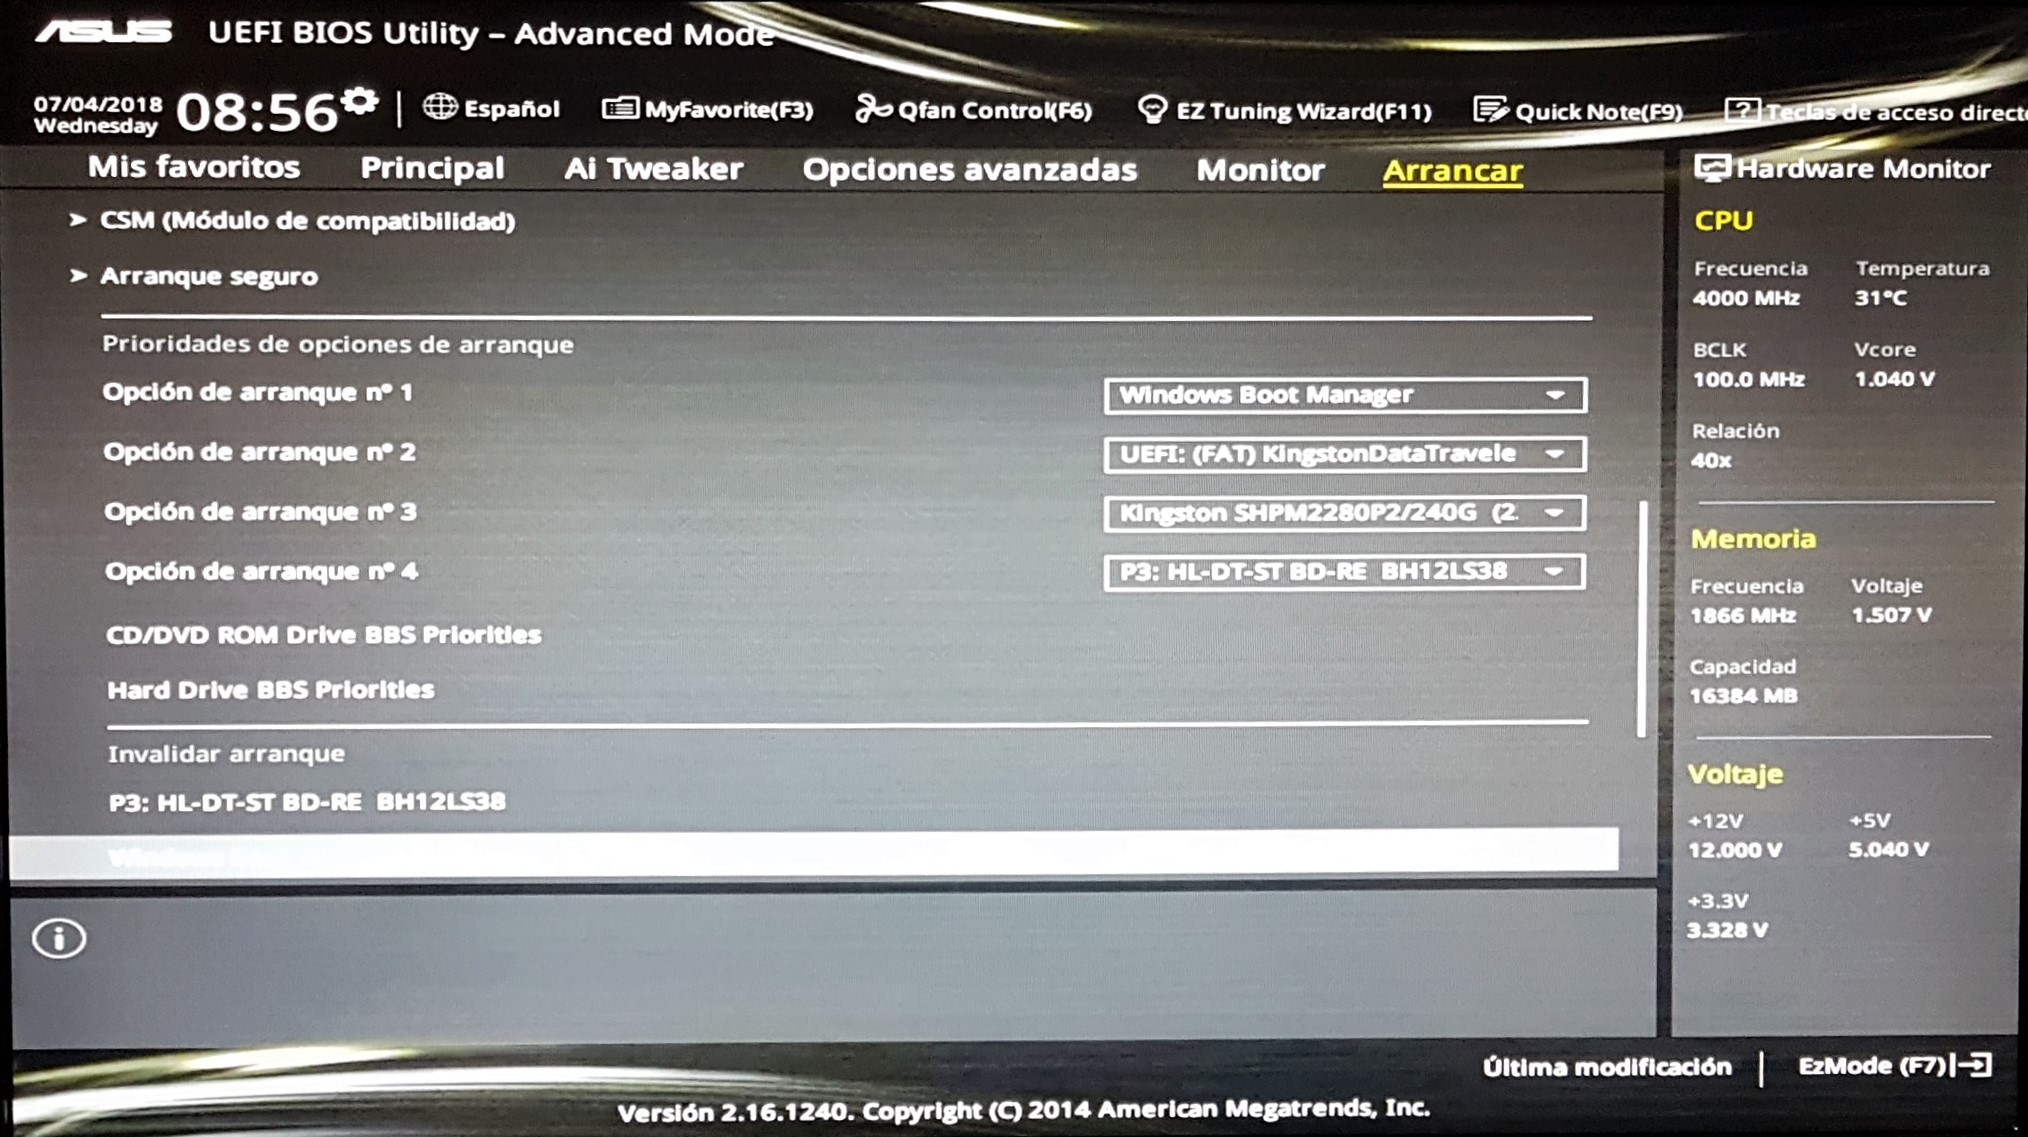 ASUS UEFI BIOS Utility – Advanced Mode
07/04/2018
Wednesday
08:56
Español
MyFavorite(F3)
Qfan Control(F6)
EZ Tuning Wizard(F11)
Quick Note(F9)
? Teclas de acceso direct
Mis favoritos
Principal
Ai Tweaker
Opciones avanzadas
Monitor
Arrancar
> CSM (Módulo de compatibilidad)
> Arranque seguro
Prioridades de opciones de arranque
Opción de arranque nº 1 Windows Boot Manager
Opción de arranque nº 2 UEFI: (FAT) KingstonDataTravele
Opción de arranque nº 3 Kingston SHPM2280P2/240G (2.
Opción de arranque nº 4 P3: HL-DT-ST BD-RE BH12LS38
CD/DVD ROM Drive BBS Priorities
Hard Drive BBS Priorities
Invalidar arranque
P3: HL-DT-ST BD-RE BH12LS38
Windows
Hardware Monitor
CPU
Frecuencia Temperatura
4000 MHz 31°C
BCLK Vcore
100.0 MHz 1.040 V
Relación
40x
Memoria
Frecuencia Voltaje
1866 MHz 1.507 V
Capacidad
16384 MB
Voltaje
+12V +5V
12.000 V 5.040 V
+3.3V
3.328 V
Última modificación
EzMode (F7)
Versión 2.16.1240. Copyright (C) 2014 American Megatrends, Inc.